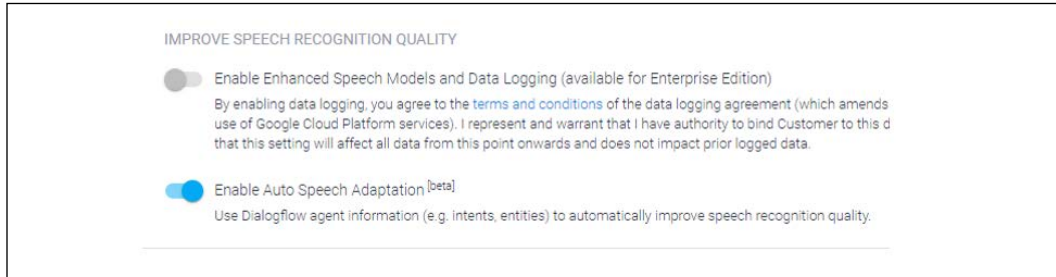 IMPROVE SPEECH RECOGNITION QUALITY
Enable Enhanced Speech Models and Data Logging (available for Enterprise Edition)
By enabling data logging, you agree to the terms and conditions of the data logging agreement (which amends
use of Google Cloud Platform services). I represent and warrant that I have authority to bind Customer to this d
that this setting will affect all data from this point onwards and does not impact prior logged data.
Enable Auto Speech Adaptation [beta]
Use Dialogflow agent information (e.g. intents, entities) to automatically improve speech recognition quality.